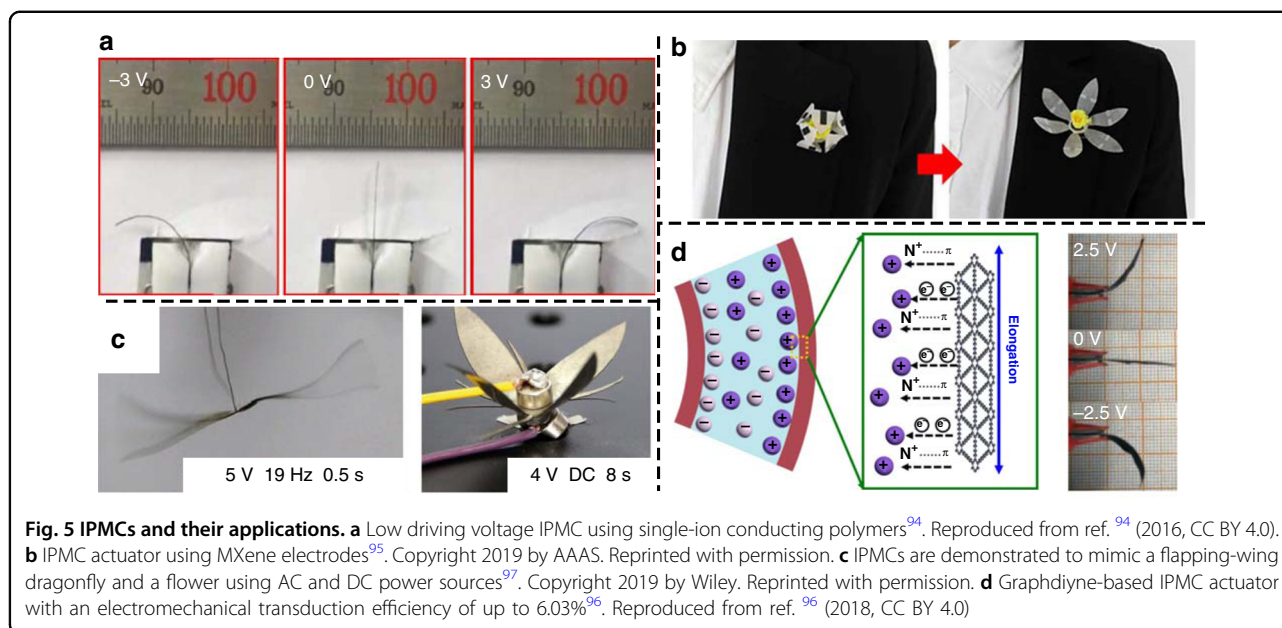 a
−3 V
90
100
0 V
90
100
3 V
90
100
b
c
5 V 19 Hz 0.5 s
4 V DC 8 s
d
N+ ...... π
e− e−
N+ ...... π
e− e−
N+ ...... π
e− e−
N+ ...... π
Elongation
2.5 V
0 V
−2.5 V
Fig. 5 IPMCs and their applications. a Low driving voltage IPMC using single-ion conducting polymers94. Reproduced from ref. 94 (2016, CC BY 4.0).
b IPMC actuator using MXene electrodes95. Copyright 2019 by AAAS. Reprinted with permission. c IPMCs are demonstrated to mimic a flapping-wing
dragonfly and a flower using AC and DC power sources97. Copyright 2019 by Wiley. Reprinted with permission. d Graphdiyne-based IPMC actuator
with an electromechanical transduction efficiency of up to 6.03%96. Reproduced from ref. 96 (2018, CC BY 4.0)